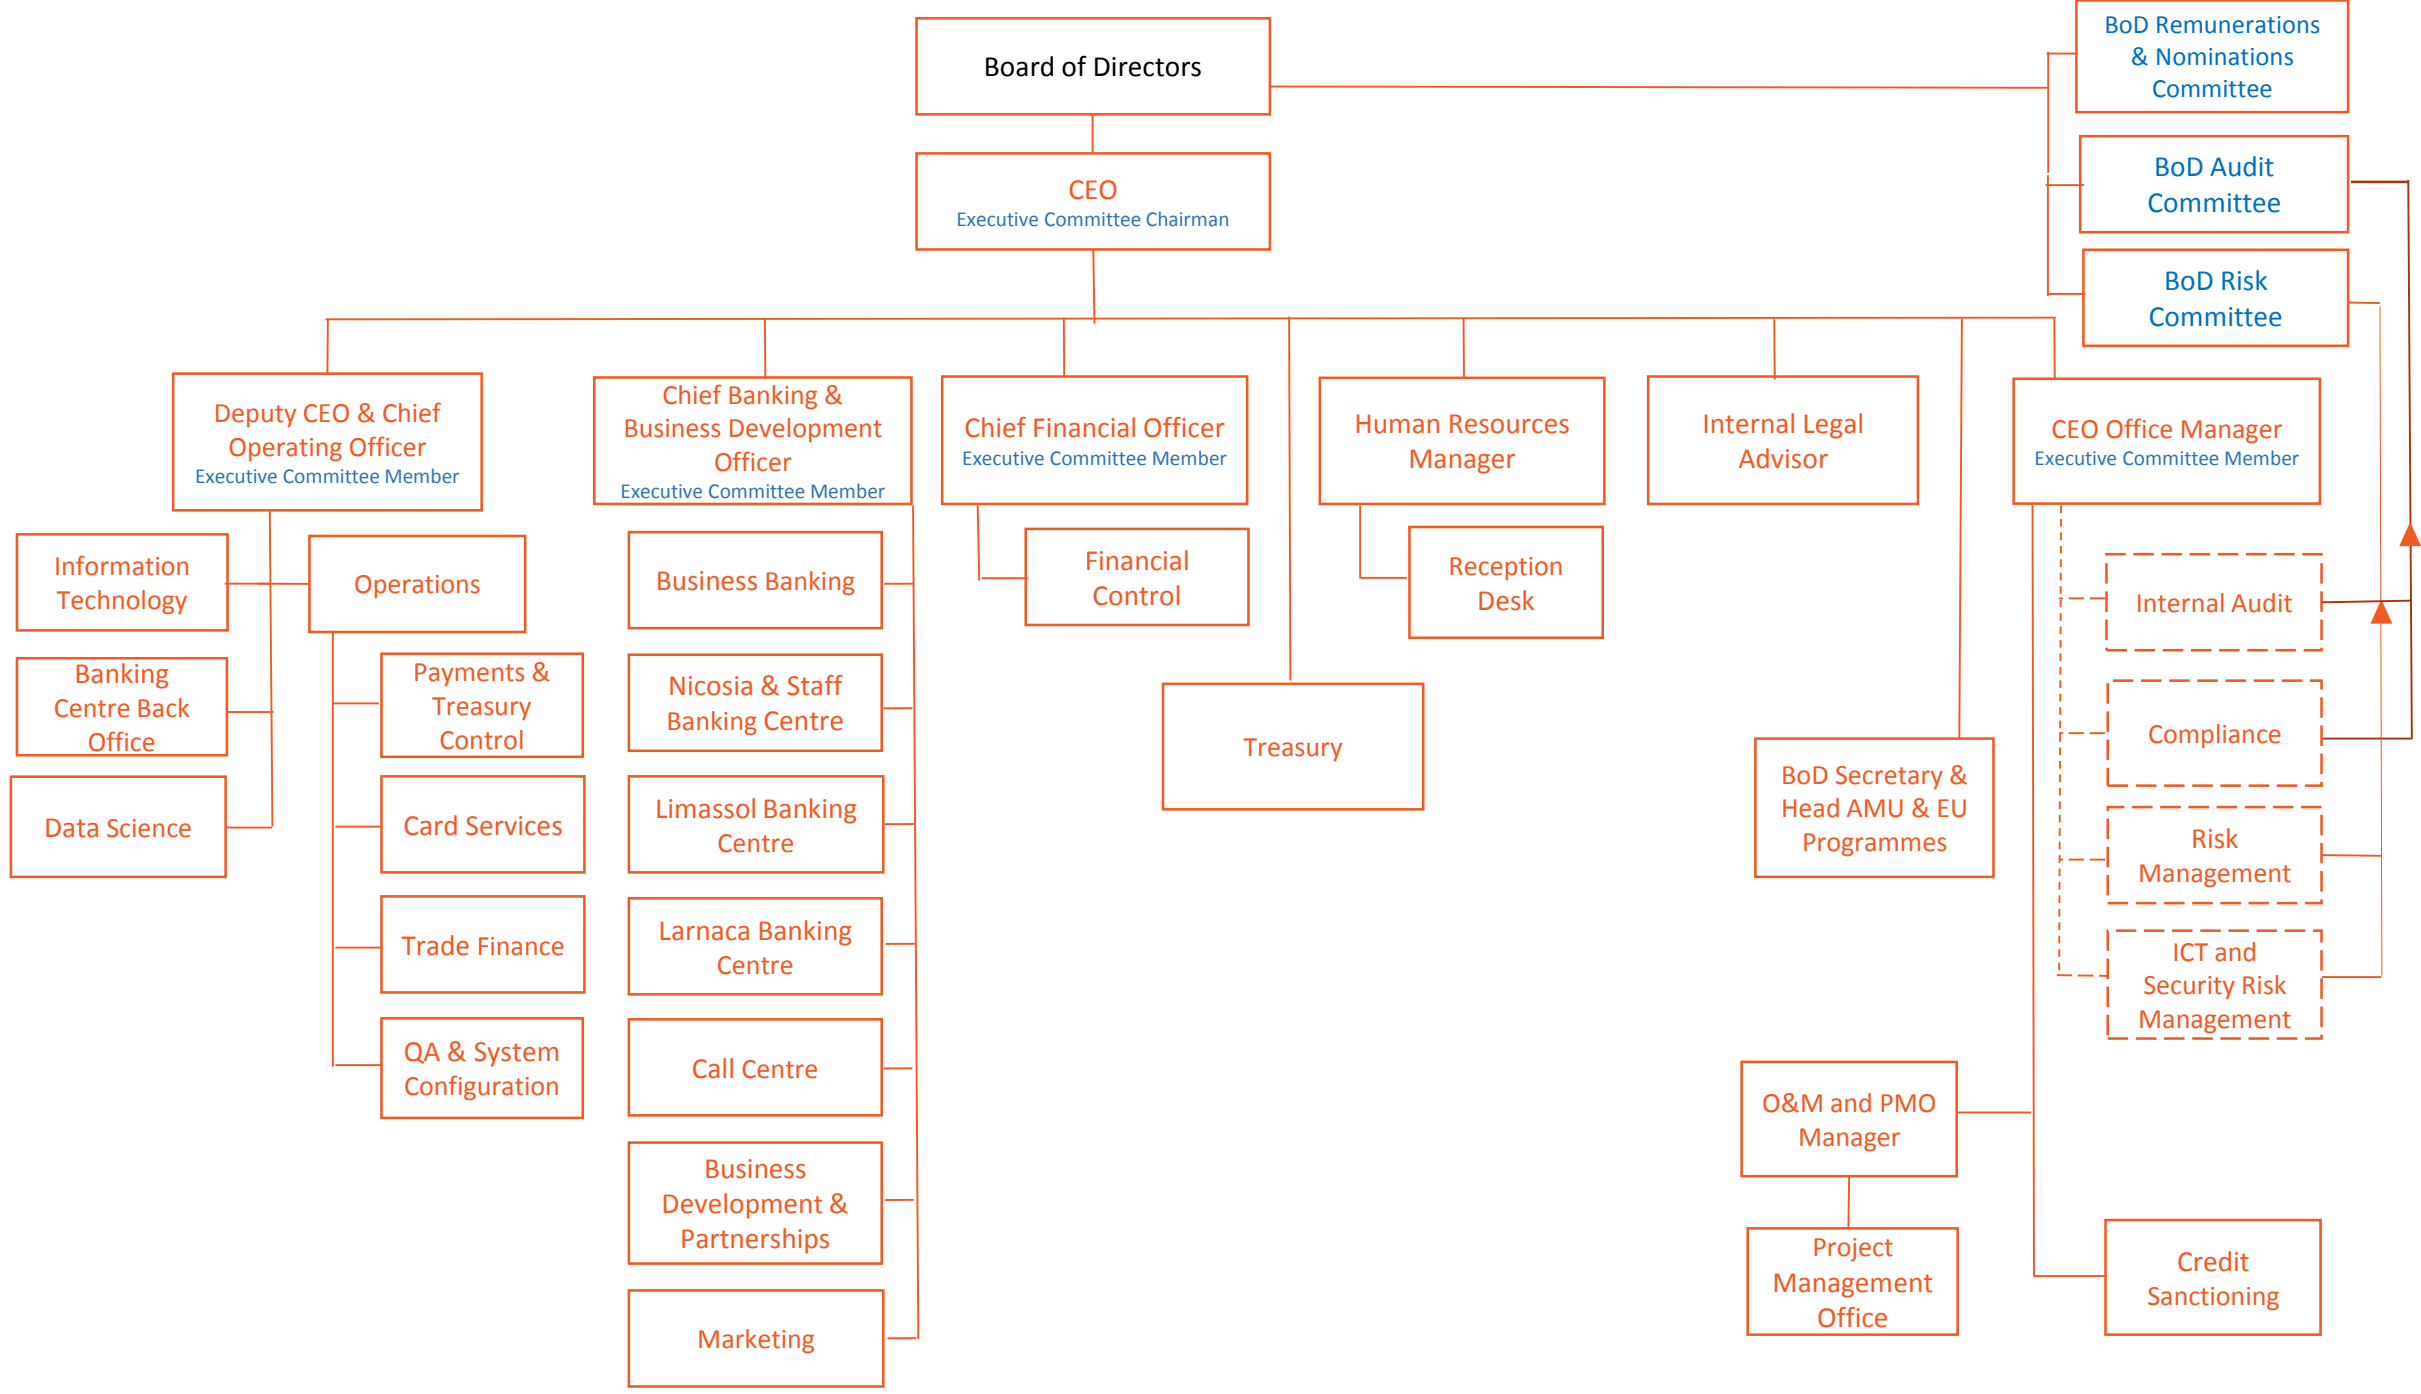 Board of Directors
BoD Remunerations
& Nominations
Committee
BoD Audit
Committee
CEO
Executive Committee Chairman
BoD Risk
Committee
Deputy CEO & Chief
Operating Officer
Executive Committee Member
Chief Banking &
Business Development
Officer
Executive Committee Member
Chief Financial Officer
Executive Committee Member
Human Resources
Manager
Internal Legal
Advisor
CEO Office Manager
Executive Committee Member
Information
Technology
Operations
Banking
Centre Back
Office
Data Science
Payments &
Treasury
Control
Card Services
Trade Finance
QA & System
Configuration
Business Banking
Nicosia & Staff
Banking Centre
Limassol Banking
Centre
Larnaca Banking
Centre
Call Centre
Business
Development &
Partnerships
Marketing
Financial
Control
Reception
Desk
Treasury
BoD Secretary &
Head AMU & EU
Programmes
Internal Audit
Compliance
Risk
Management
ICT and
Security Risk
Management
O&M and PMO
Manager
Project
Management
Office
Credit
Sanctioning